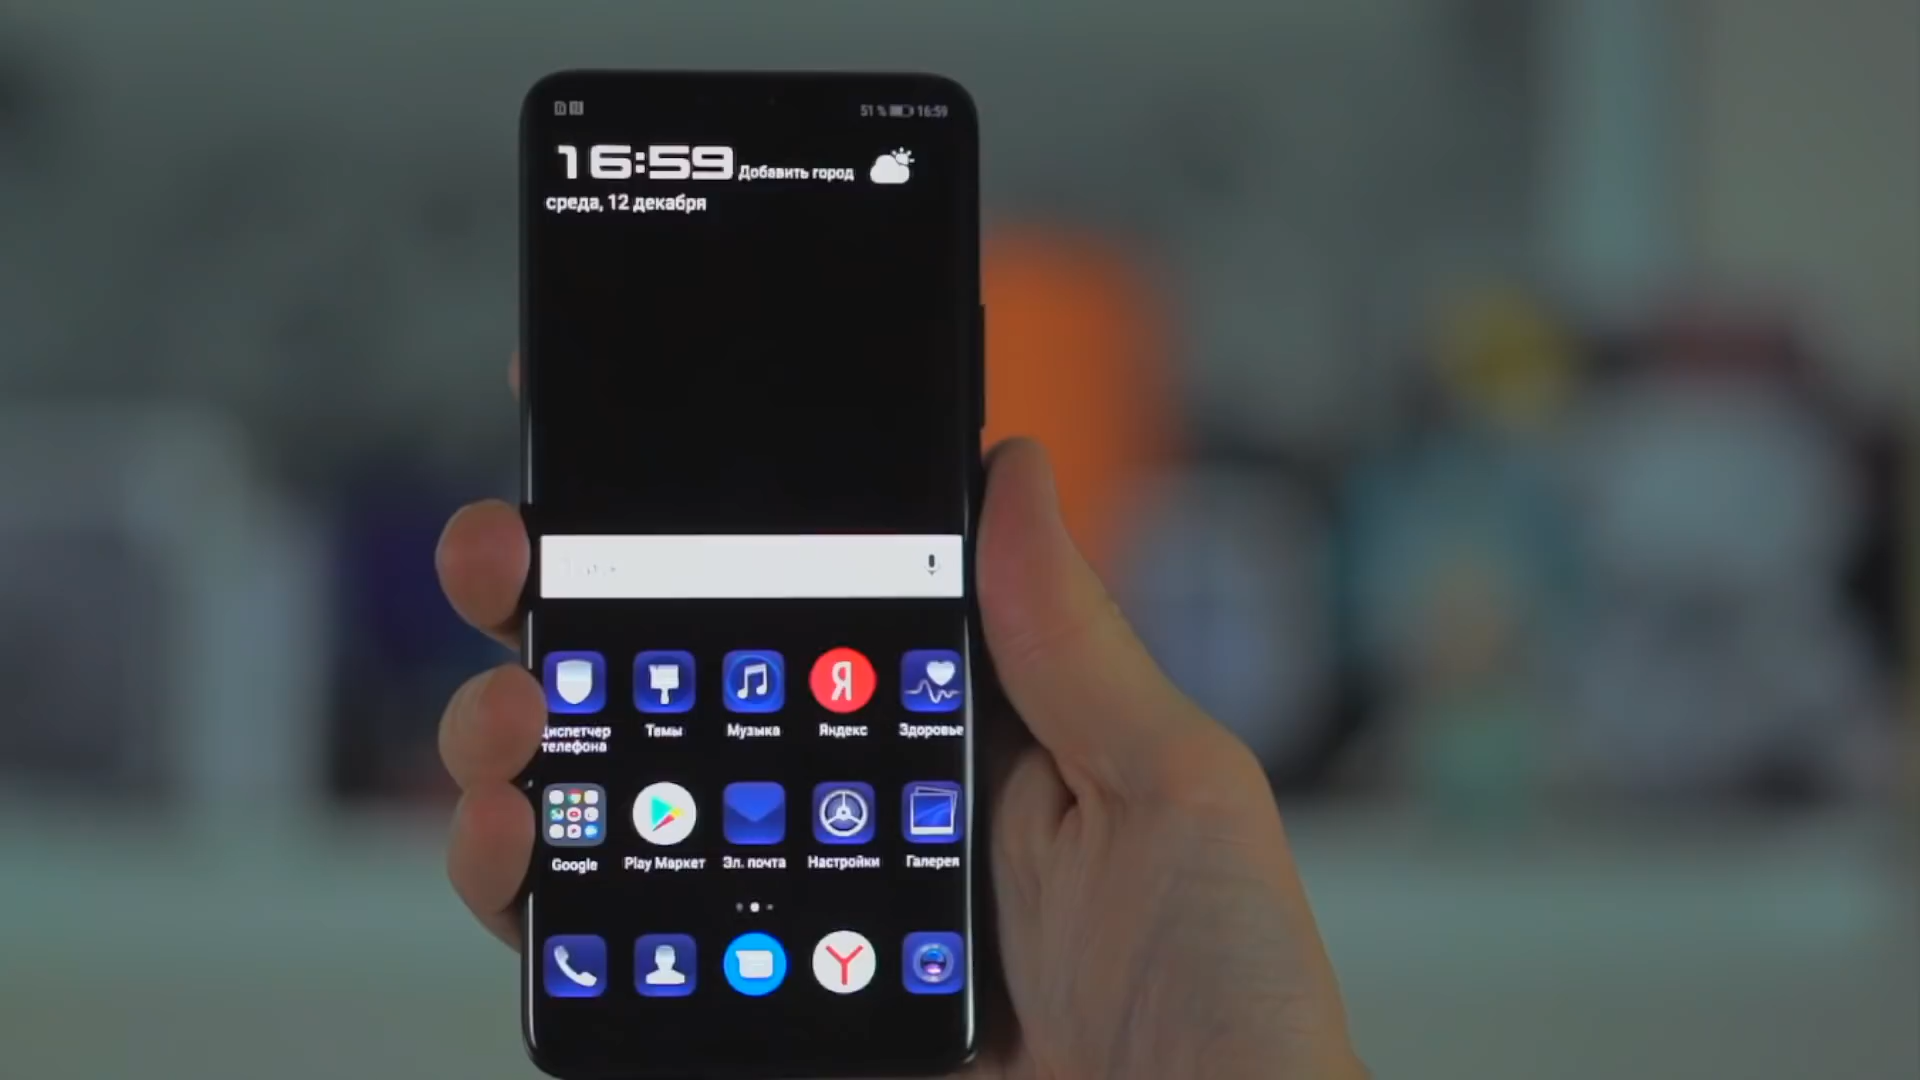 51 % 16:59
16:59 Добавить город
среда, 12 декабря
Диспетчер телефона
Темы
Музыка
Яндекс
Здоровье
Google
Play Маркет
Эл. почта
Настройки
Галерея